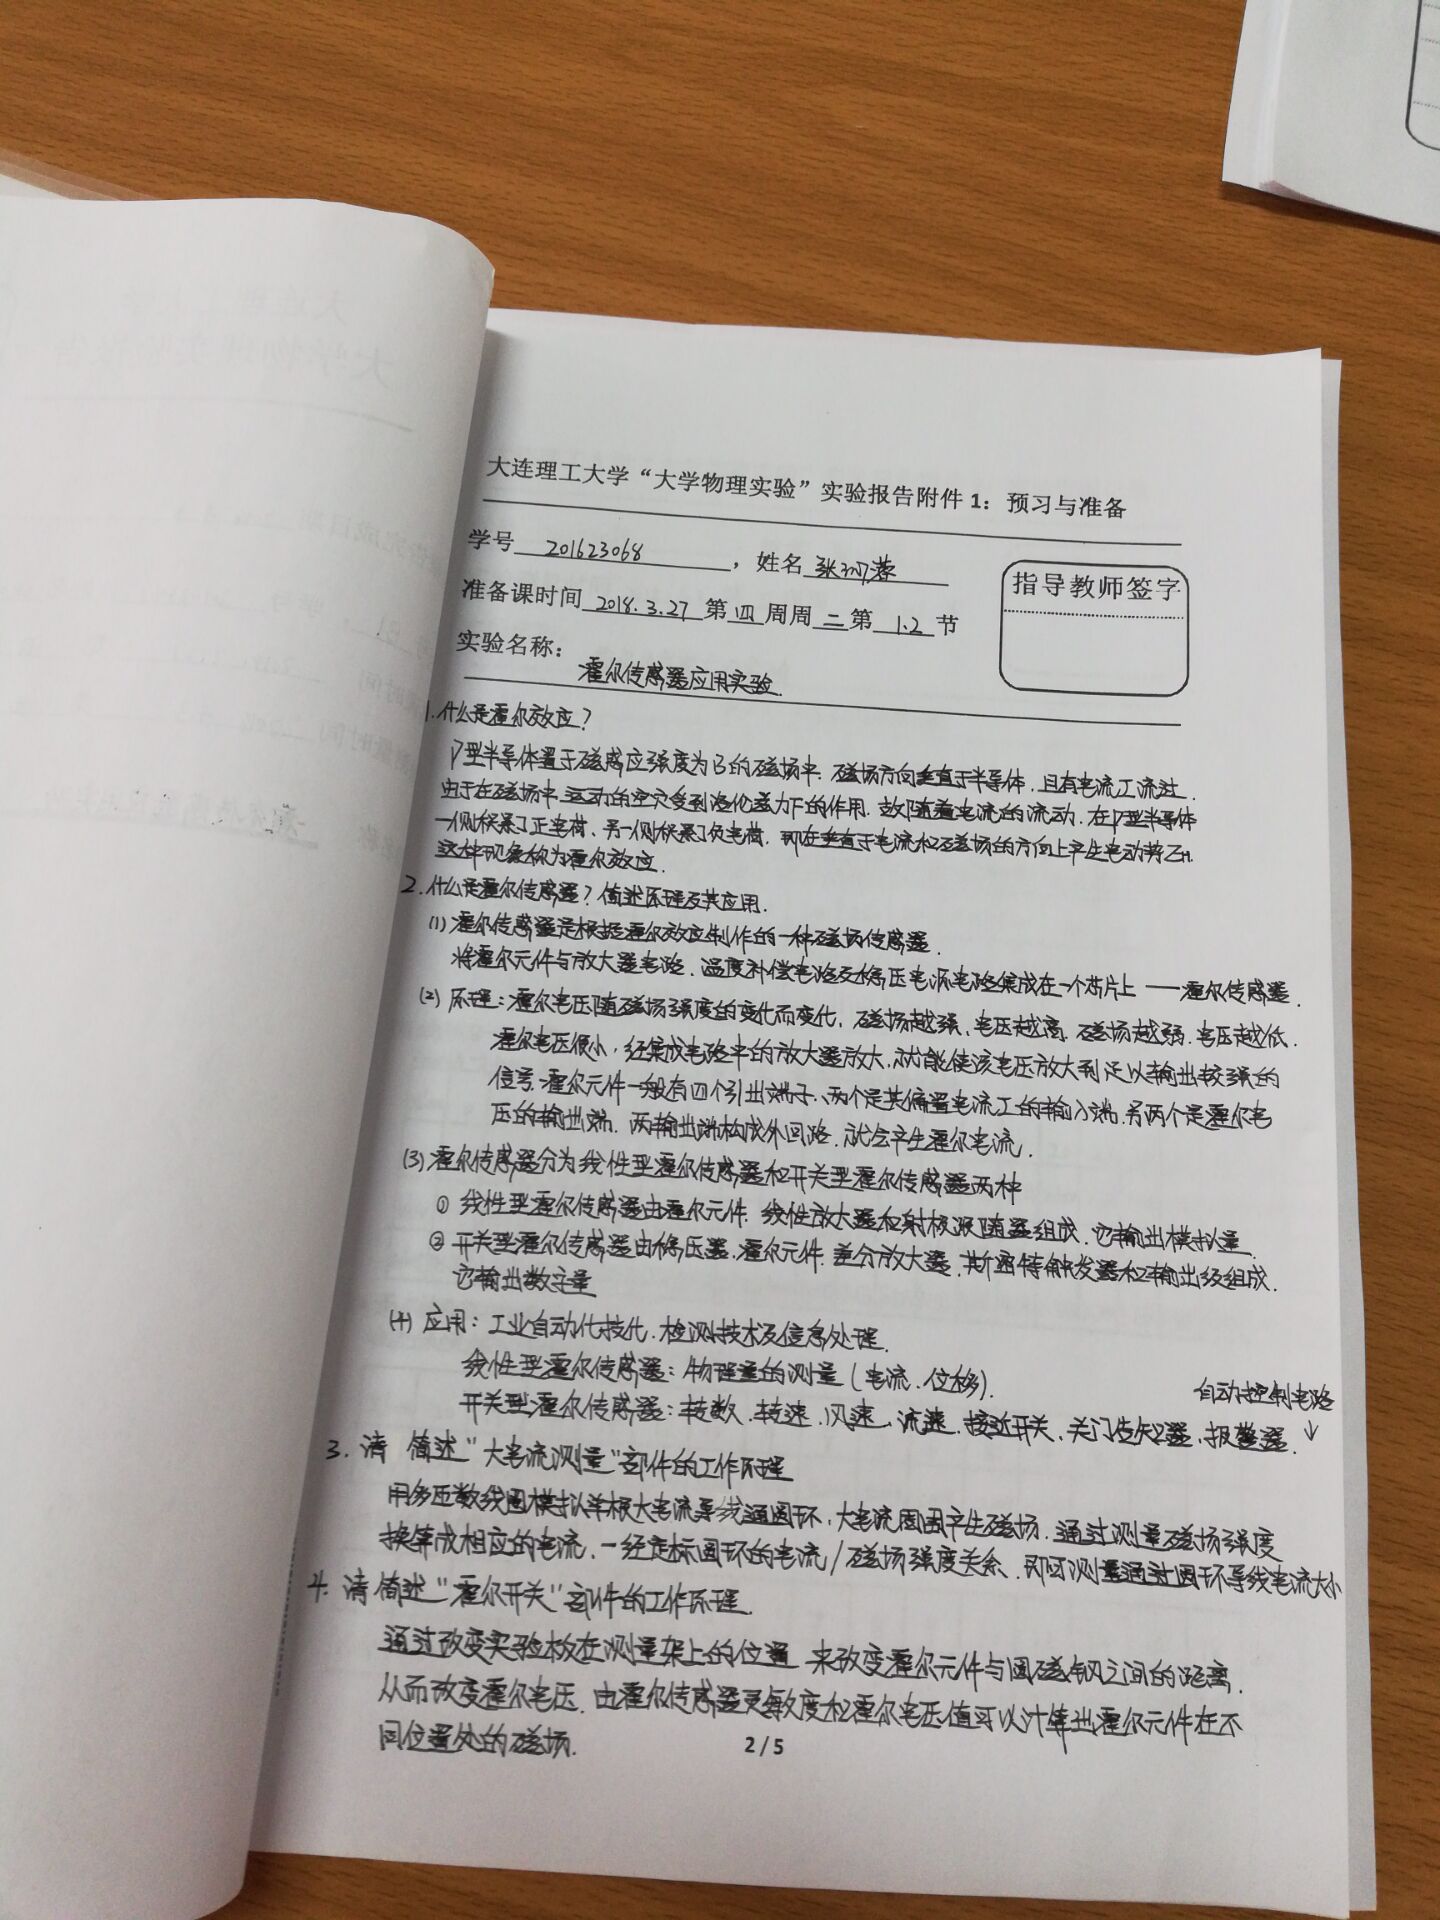 大连理工大学“大学物理实验”实验报告附件 1：预习与准备
学号 201623068 ，姓名 张
指导教师签字
准备课时间 2018.3.27 第 四 周周 二 第 1.2 节
实验名称：
霍尔传感器应用实验.
1.什么是霍尔效应？
P型半导体置于磁感应强度为B的磁场中. 磁场方向垂直于半导体. 且有电流I流过.
由于在磁场中.运动的空穴受到洛伦兹力F的作用. 故随着电流的流动. 在P型半导体
一侧积累了正电荷、另一侧积累了负电荷. 即在垂直于电流和磁场的方向上产生电动势EH.
这种现象称为霍尔效应.
2.什么是霍尔传感器？简述原理及其应用.
(1) 霍尔传感器是根据霍尔效应制作的一种磁场传感器.
将霍尔元件与放大器电路. 温度补偿电路及稳压电源电路集成在一个芯片上 — 霍尔传感器.
(2) 原理：霍尔电压随磁场强度的变化而变化. 磁场越强、电压越高. 磁场越弱. 电压越低.
霍尔电压很小. 经集成电路中的放大器放大. 就能使该电压放大到足以输出较强的
信号. 霍尔元件一般有四个引出端子、两个是其偏置电流I的输入端.另两个是霍尔电
压的输出端. 两输出端构成外回路. 就会产生霍尔电流.
(3) 霍尔传感器分为线性型霍尔传感器和开关型霍尔传感器两种
① 线性型霍尔传感器由霍尔元件. 线性放大器和射极跟随器组成. 它输出模拟量.
② 开关型霍尔传感器由稳压器.霍尔元件. 差分放大器. 斯密特触发器和输出级组成.
它输出数字量
(4) 应用：工业自动化技代. 检测技术及信息处理.
线性型霍尔传感器：物理量的测量 (电流. 位移).
自动控制电路
开关型霍尔传感器：转数、转速、风速、流速、接近开关、关门告知器、报警器. ↓
3. 请 简述“大电流测量”部件的工作原理
用多匝数线圈模拟单根大电流导线通圆环，大电流周围产生磁场. 通过测量磁场强度
换算成相应的电流. 一经定标圆环的电流/磁场强度关系. 即可测量通过圆环导线电流大小
4. 请简述“霍尔开关”部件的工作原理.
通过改变实验板在测量架上的位置 来改变霍尔元件与圆磁钢之间的距离.
从而改变霍尔电压. 由霍尔传感器灵敏度和霍尔电压值可以计算出霍尔元件在不
同位置处的磁场.
2 / 5